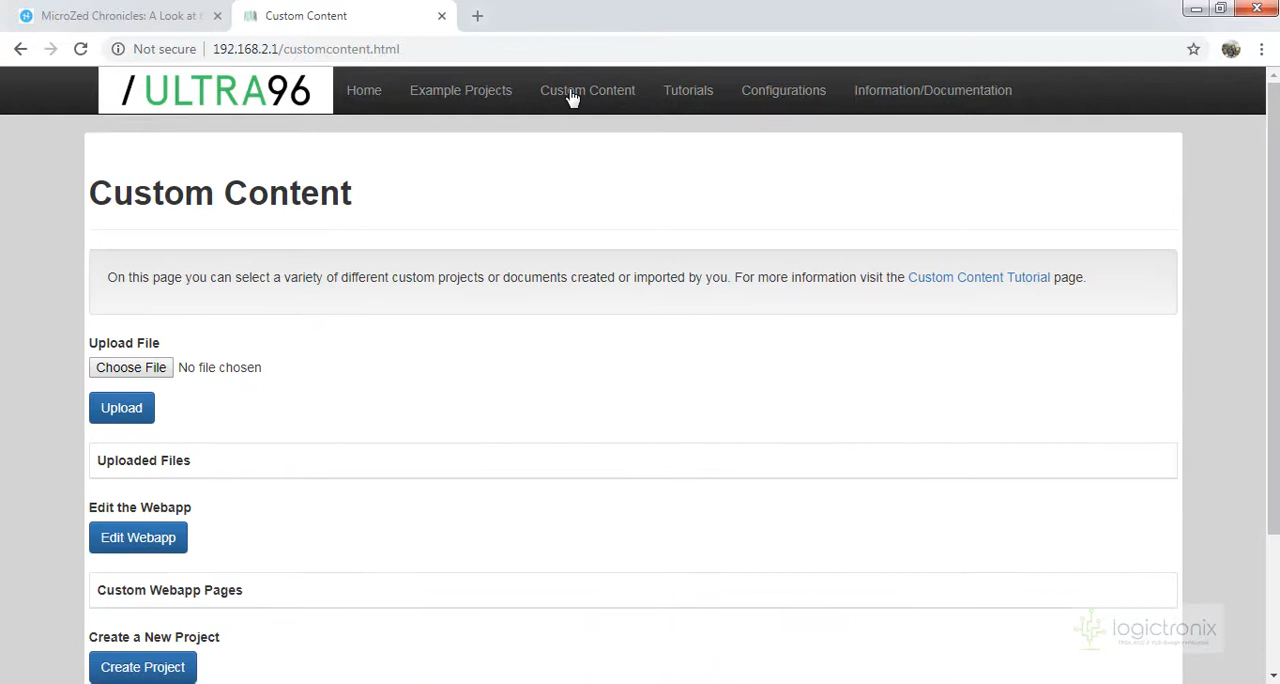 MicroZed Chronicles: A Look at
Custom Content
Not secure
192.168.2.1/customcontent.html
/ ULTRA96
Home
Example Projects
Custom Content
Tutorials
Configurations
Information/Documentation
Custom Content
On this page you can select a variety of different custom projects or documents created or imported by you. For more information visit the Custom Content Tutorial page.
Upload File
Choose File No file chosen
Upload
Uploaded Files
Edit the Webapp
Edit Webapp
Custom Webapp Pages
Create a New Project
Create Project
logictronix